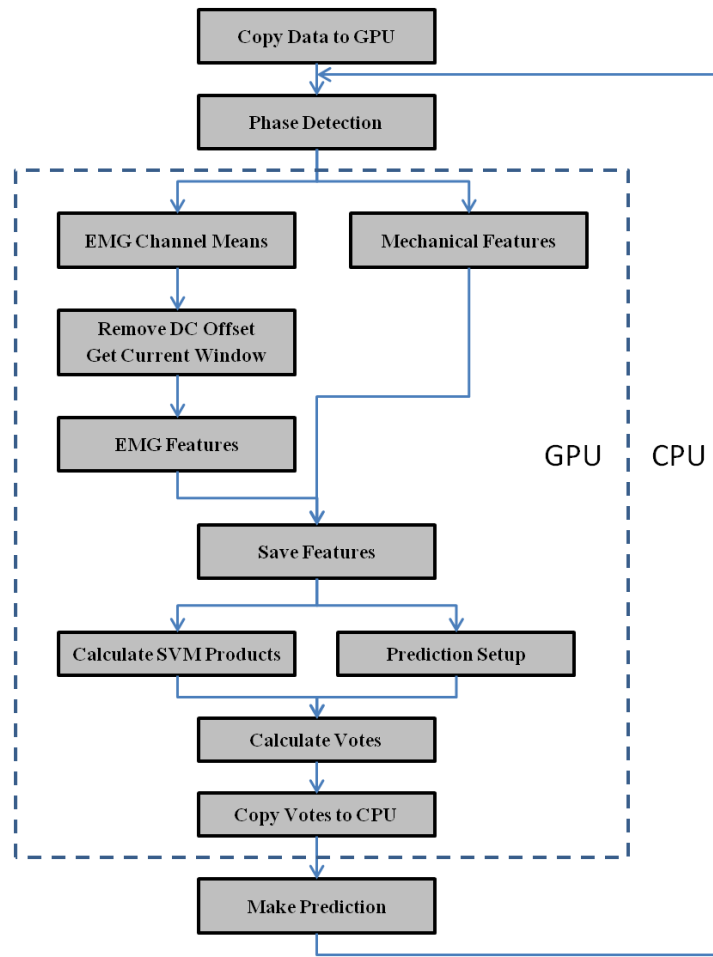 Copy Data to GPU
Phase Detection
EMG Channel Means
Mechanical Features
Remove DC Offset
Get Current Window
EMG Features
GPU
CPU
Save Features
Calculate SVM Products
Prediction Setup
Calculate Votes
Copy Votes to CPU
Make Prediction